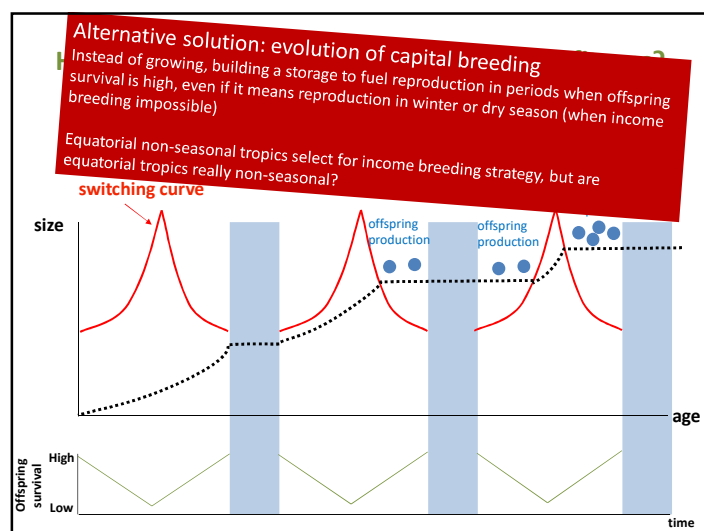 Alternative solution: evolution of capital breeding
Instead of growing, building a storage to fuel reproduction in periods when offspring
survival is high, even if it means reproduction in winter or dry season (when income
breeding impossible)
Equatorial non-seasonal tropics select for income breeding strategy, but are
equatorial tropics really non-seasonal?
switching curve
size
offspring
production
offspring
production
age
Offspring
survival
High
Low
time